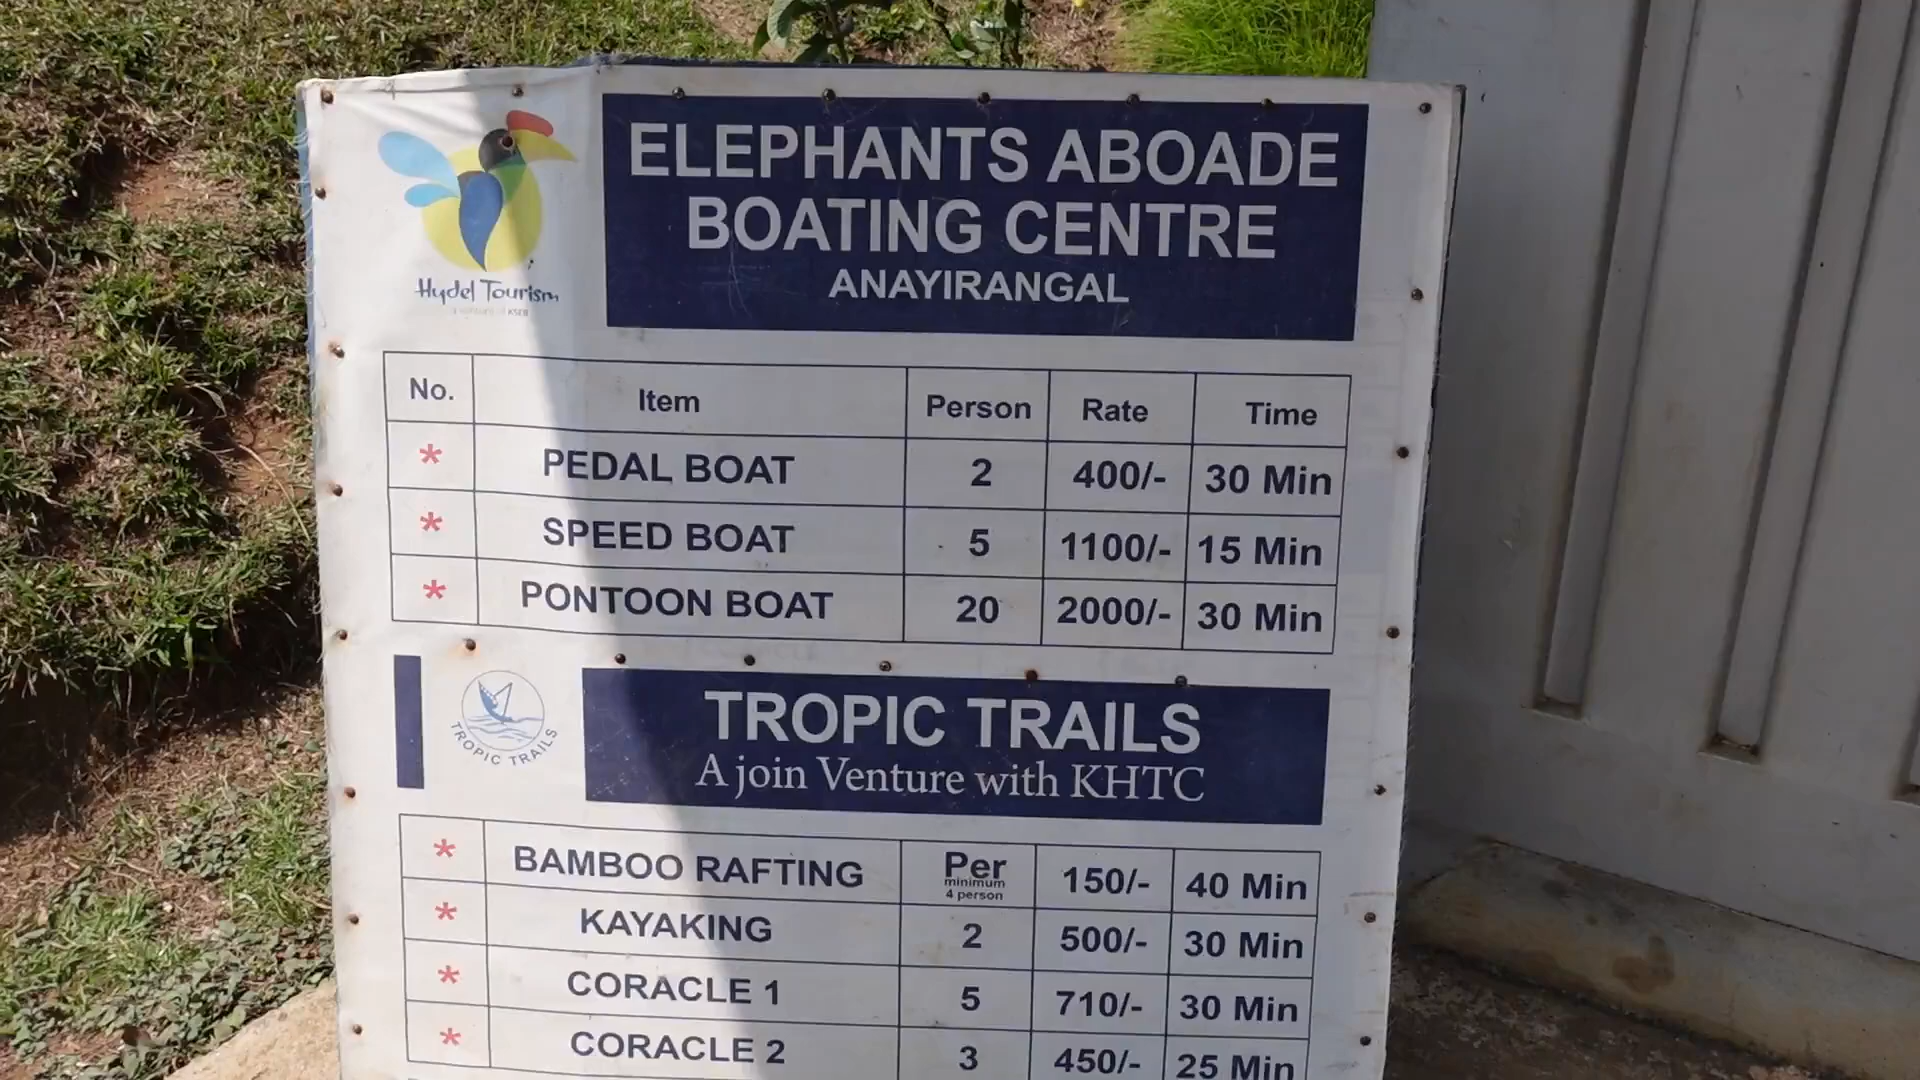 ELEPHANTS ABOADE
BOATING CENTRE
ANAYIRANGAL
Hydel Tourism
No. Item Person Rate Time
* PEDAL BOAT 2 400/- 30 Min
* SPEED BOAT 5 1100/- 15 Min
* PONTOON BOAT 20 2000/- 30 Min
TROPIC TRAILS
TROPIC TRAILS
A join Venture with KHTC
* BAMBOO RAFTING Per minimum 4 person 150/- 40 Min
* KAYAKING 2 500/- 30 Min
* CORACLE 1 5 710/- 30 Min
* CORACLE 2 3 450/- 25 Min